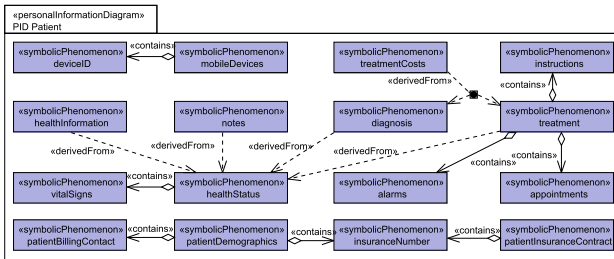 «personalInformationDiagram»
PID Patient
«symbolicPhenomenon»
deviceID
«contains»
«symbolicPhenomenon»
mobileDevices
«symbolicPhenomenon»
treatmentCosts
«symbolicPhenomenon»
instructions
«derivedFrom»
«contains»
«symbolicPhenomenon»
healthInformation
«symbolicPhenomenon»
notes
«symbolicPhenomenon»
diagnosis
«symbolicPhenomenon»
treatment
«derivedFrom»
«derivedFrom»
«derivedFrom»
«derivedFrom»
«contains»
«contains»
«symbolicPhenomenon»
vitalSigns
«contains»
«symbolicPhenomenon»
healthStatus
«symbolicPhenomenon»
alarms
«symbolicPhenomenon»
appointments
«symbolicPhenomenon»
patientBillingContact
«contains»
«symbolicPhenomenon»
patientDemographics
«contains»
«symbolicPhenomenon»
insuranceNumber
«contains»
«symbolicPhenomenon»
patientInsuranceContract